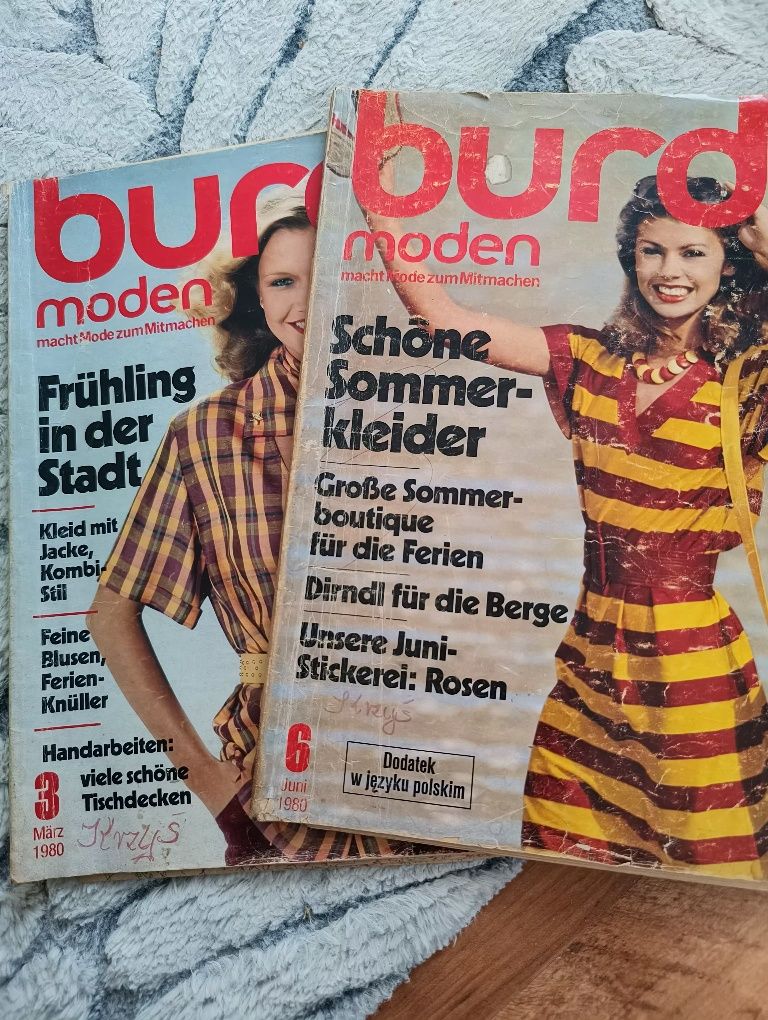 burd
moden
macht Mode zum Mitmachen
Frühling
in der
Stadt
Kleid mit
Jacke,
Kombi-
Stil
Feine
Blusen,
Ferien-
Knüller
Handarbeiten:
viele schöne
Tischdecken
3
März
1980
Krzyś
burd
moden
macht Mode zum Mitmachen
Schöne
Sommer-
kleider
Große Sommer-
boutique
für die Ferien
Dirndl für die Berge
Unsere Juni-
Stickerei: Rosen
Krzyś
6
Juni
1980
Dodatek
w języku polskim